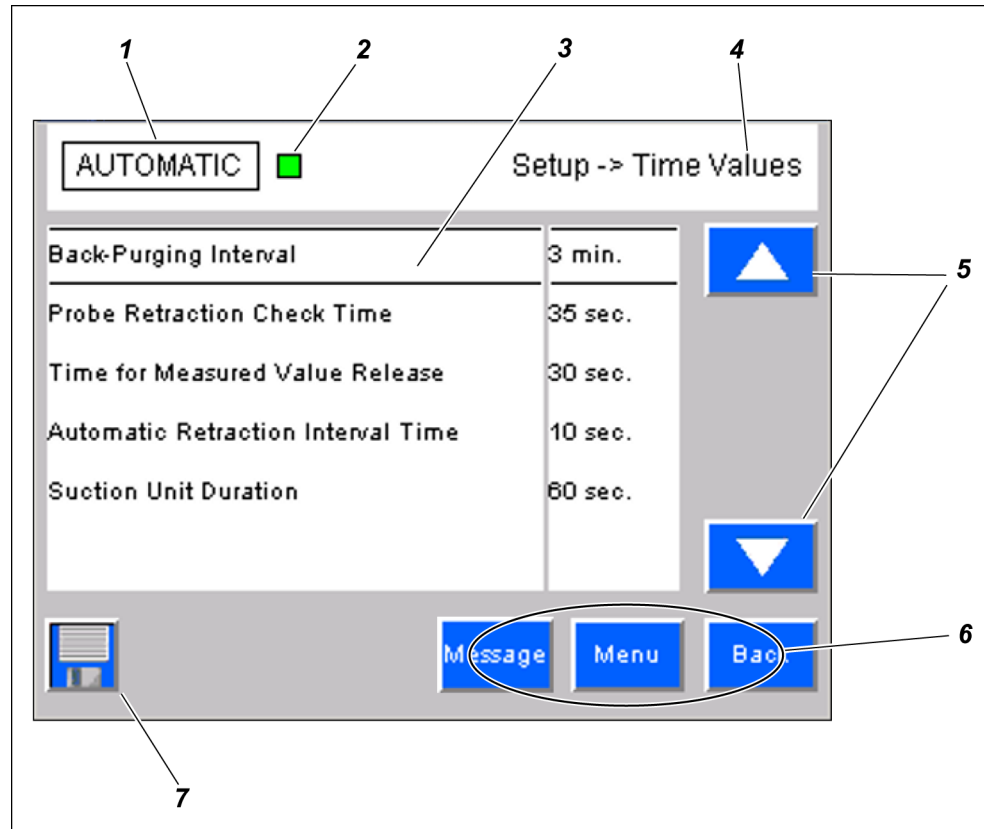 1 2 3 4
AUTOMATIC Setup -> Time Values
Back-Purging Interval 3 min.
5
Probe Retraction Check Time 35 sec.
Time for Measured Value Release 30 sec.
Automatic Retraction Interval Time 10 sec.
Suction Unit Duration 60 sec.
Message Menu Back
6
7